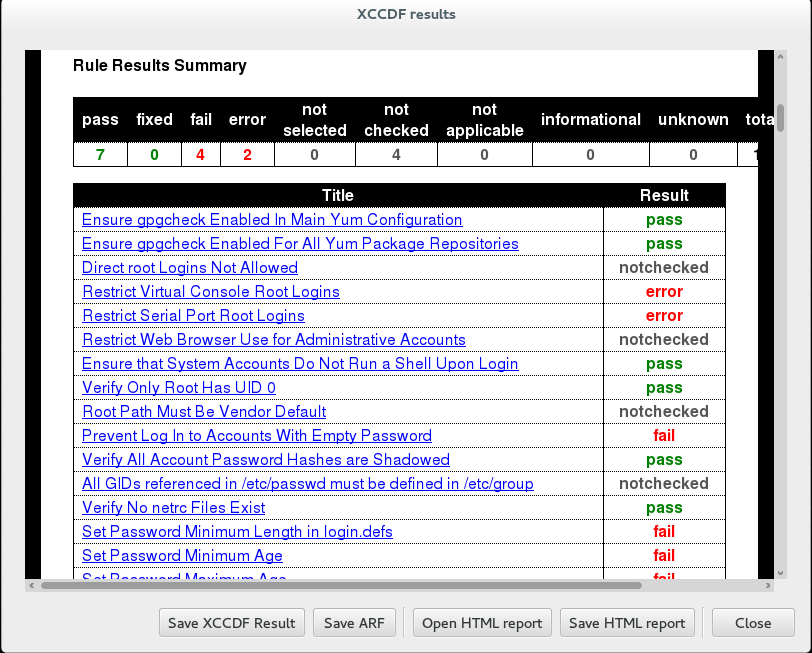 XCCDF results
Rule Results Summary
pass fixed fail error not selected not checked not applicable informational unknown
7 0 4 2 0 4 0 0 0
Title Result
Ensure gpgcheck Enabled In Main Yum Configuration pass
Ensure gpgcheck Enabled For All Yum Package Repositories pass
Direct root Logins Not Allowed notchecked
Restrict Virtual Console Root Logins error
Restrict Serial Port Root Logins error
Restrict Web Browser Use for Administrative Accounts notchecked
Ensure that System Accounts Do Not Run a Shell Upon Login pass
Verify Only Root Has UID 0 pass
Root Path Must Be Vendor Default notchecked
Prevent Log In to Accounts With Empty Password fail
Verify All Account Password Hashes are Shadowed pass
All GIDs referenced in /etc/passwd must be defined in /etc/group notchecked
Verify No netrc Files Exist pass
Set Password Minimum Length in login.defs fail
Set Password Minimum Age fail
Set Password Maximum Age fail
Save XCCDF Result Save ARF Open HTML report Save HTML report Close